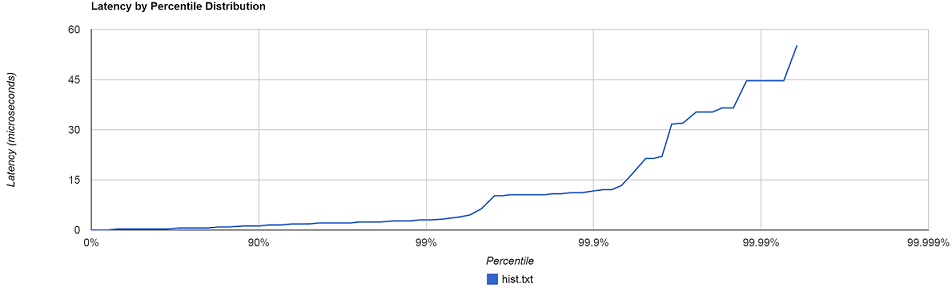 Latency by Percentile Distribution
60
45
30
15
0
Latency (microseconds)
0% 90% 99% 99.9% 99.99% 99.999%
Percentile
hist.txt